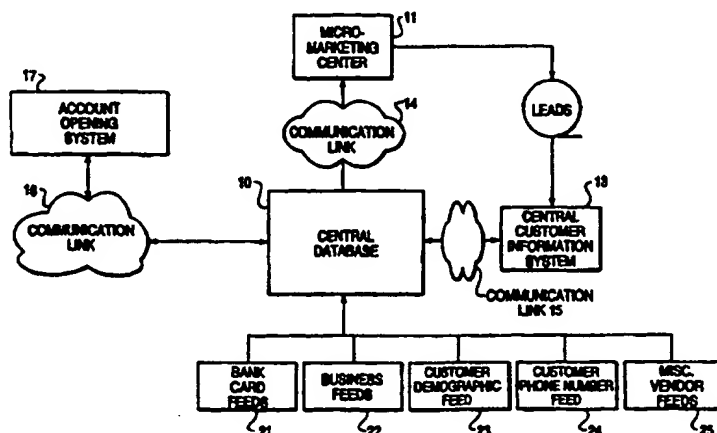 11
MICRO-
MARKETING
CENTER
17
ACCOUNT
OPENING
SYSTEM
14
COMMUNICATION
LINK
LEADS
18
COMMUNICATION
LINK
10
CENTRAL
DATABASE
13
CENTRAL
CUSTOMER
INFORMATION
SYSTEM
COMMUNICATION
LINK 15
BANK
CARD
FEEDS
BUSINESS
FEEDS
CUSTOMER
DEMOGRAPHIC
FEED
CUSTOMER
PHONE NUMBER
FEED
MISC.
VENDOR
FEEDS
21
22
23
24
25